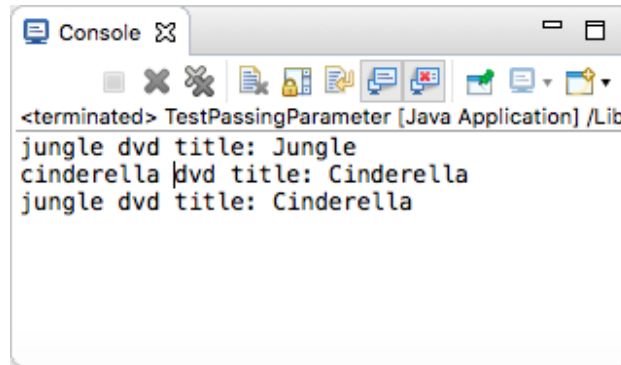 Console
<terminated> TestPassingParameter [Java Application] /Lib
jungle dvd title: Jungle
cinderella dvd title: Cinderella
jungle dvd title: Cinderella